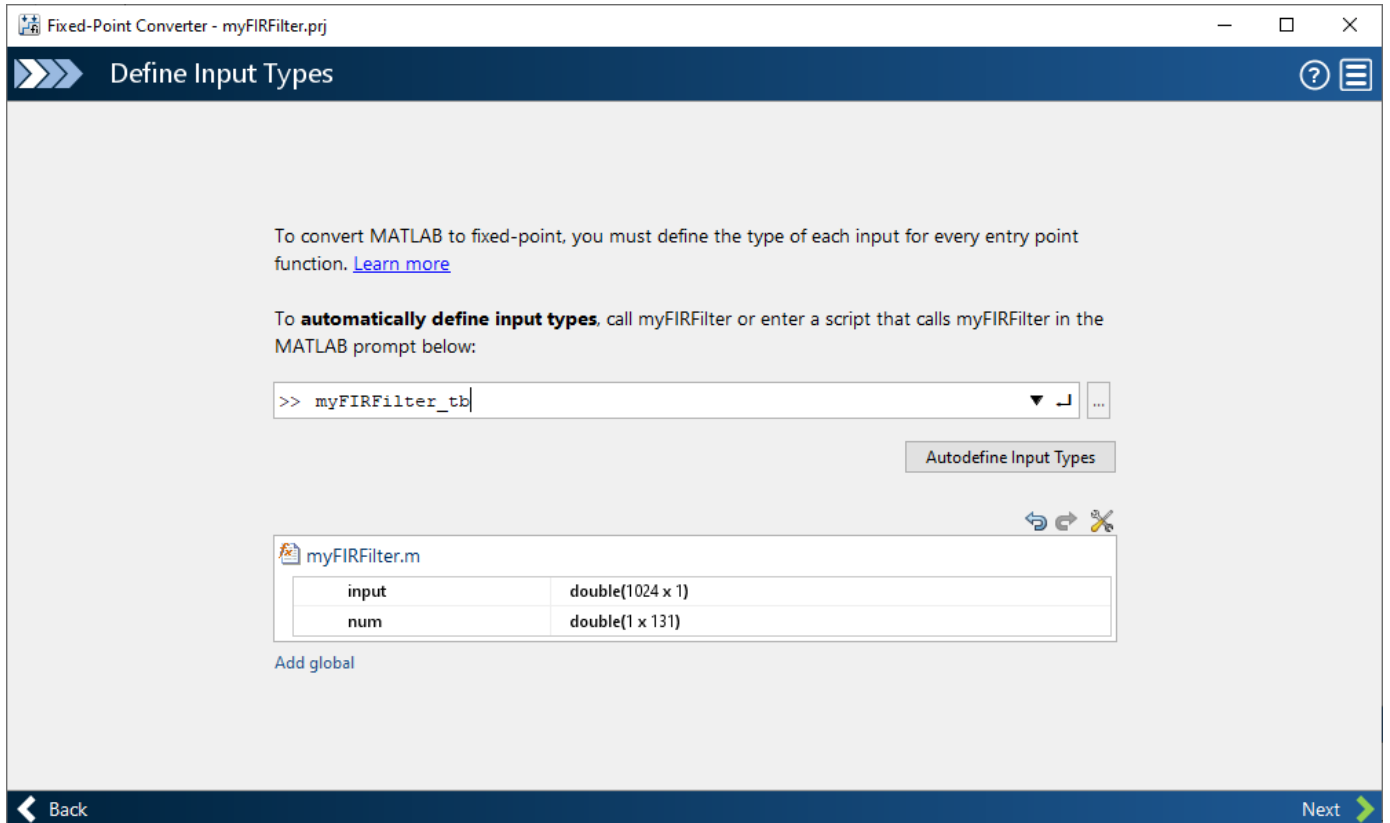 Fixed-Point Converter - myFIRFilter.prj
Define Input Types
To convert MATLAB to fixed-point, you must define the type of each input for every entry point
function. Learn more
To automatically define input types, call myFIRFilter or enter a script that calls myFIRFilter in the
MATLAB prompt below:
>> myFIRFilter_tb
...
Autodefine Input Types
myFIRFilter.m
input double(1024 x 1)
num double(1 x 131)
Add global
Back Next